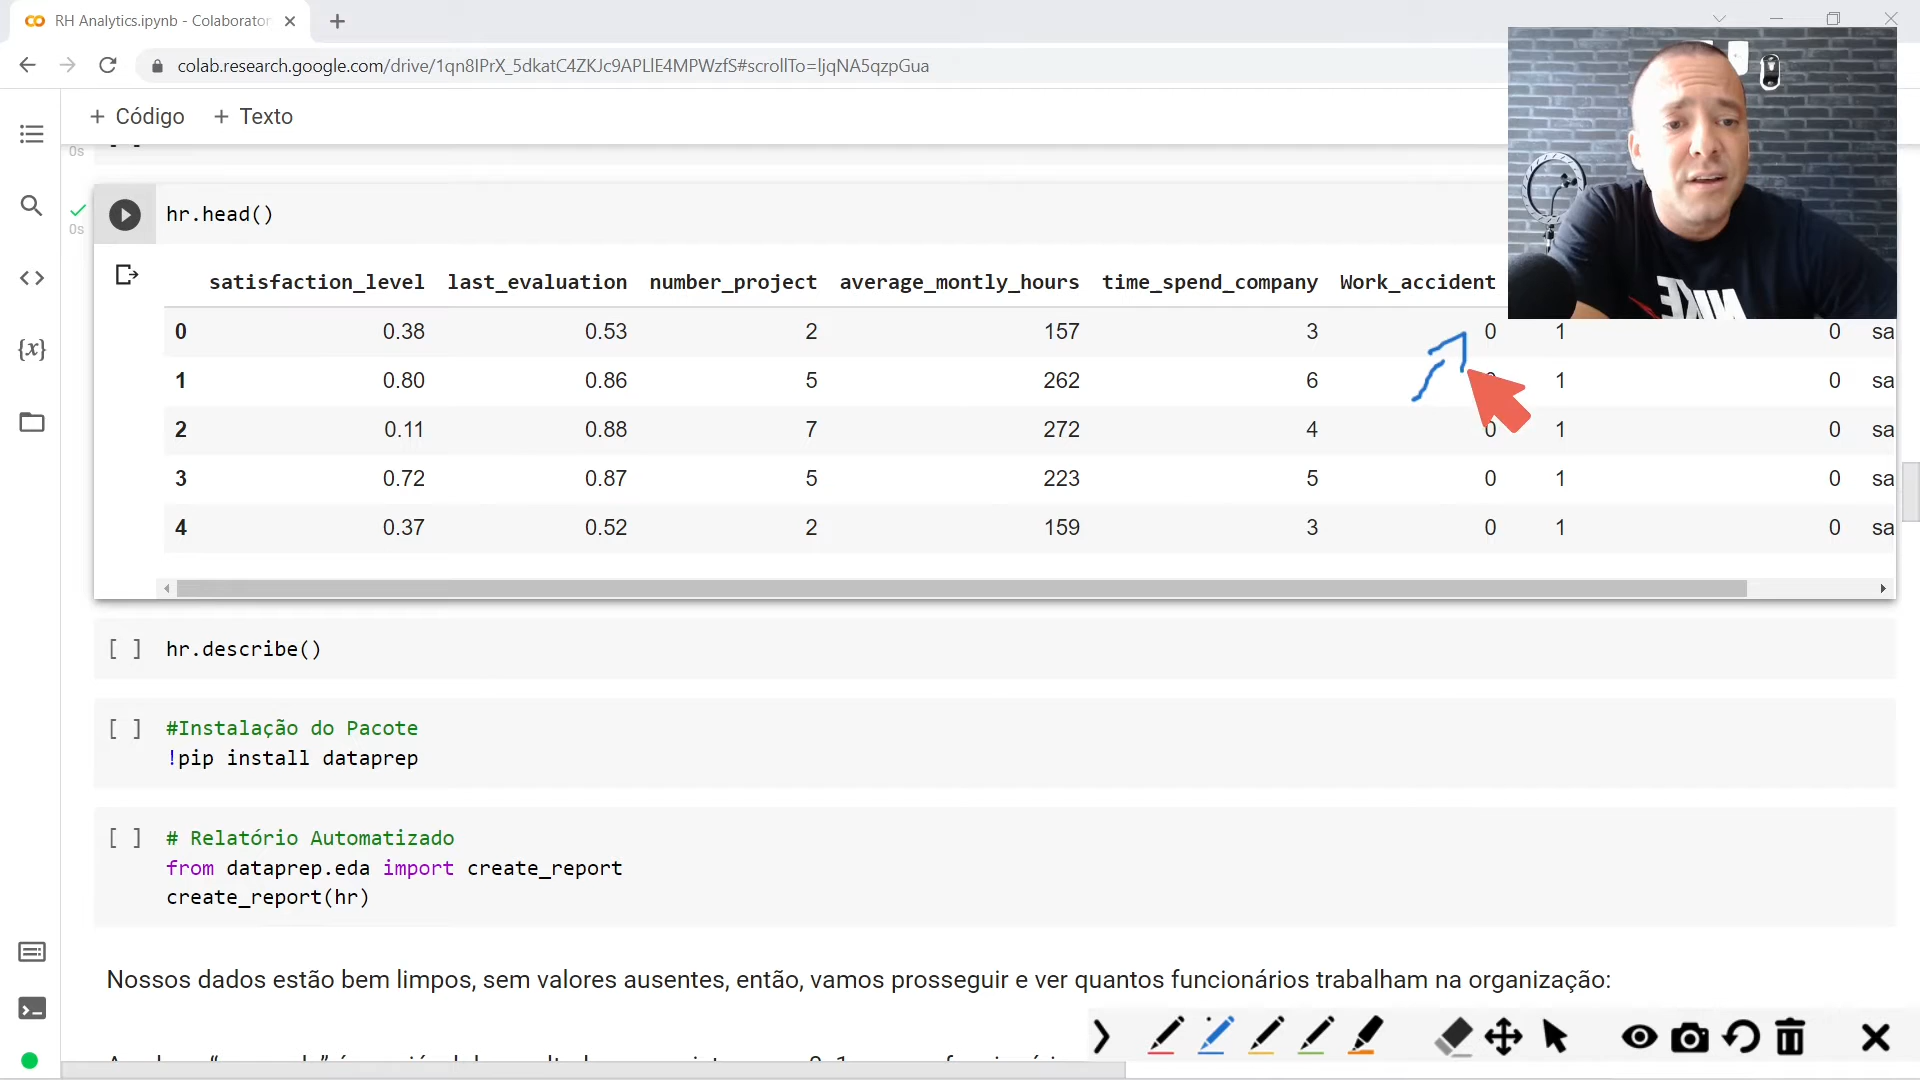 RH Analytics.ipynb - Colaborator
colab.research.google.com/drive/1qn8IPrX_5dkatC4ZKJc9APLlE4MPWzfS#scrollTo=ljqNA5qzpGua
+ Código + Texto
0s
hr.head()
0s
satisfaction_level last_evaluation number_project average_montly_hours time_spend_company Work_accident
0 0.38 0.53 2 157 3 0 1 0 sa
1 0.80 0.86 5 262 6 1 0 sa
2 0.11 0.88 7 272 4 0 1 0 sa
3 0.72 0.87 5 223 5 0 1 0 sa
4 0.37 0.52 2 159 3 0 1 0 sa
[ ] hr.describe()
[ ] #Instalação do Pacote
!pip install dataprep
[ ] # Relatório Automatizado
from dataprep.eda import create_report
create_report(hr)
Nossos dados estão bem limpos, sem valores ausentes, então, vamos prosseguir e ver quantos funcionários trabalham na organização: